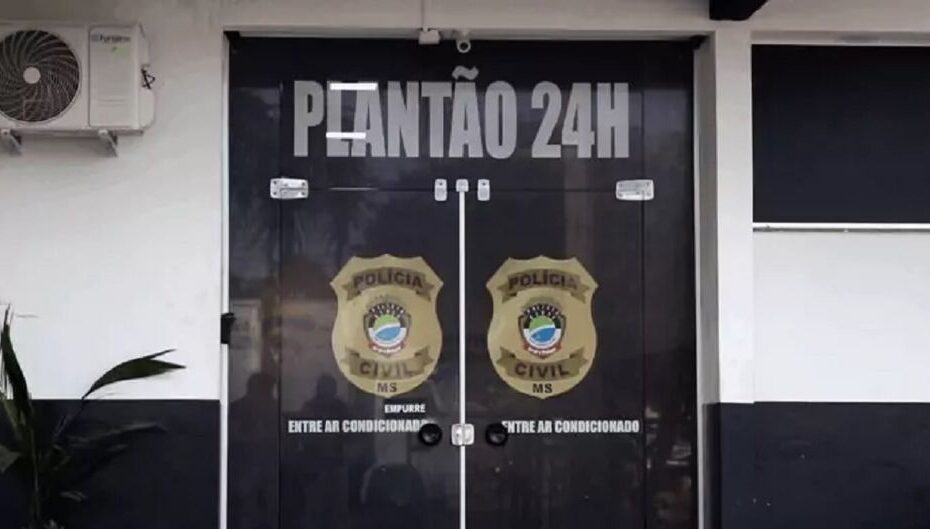 PLANTÃO 24H
POLÍCIA
CIVIL
MS
POLÍCIA
CIVIL
MS
EMPURRE
ENTRE AR CONDICIONADO
ENTRE AR CONDICIONADO